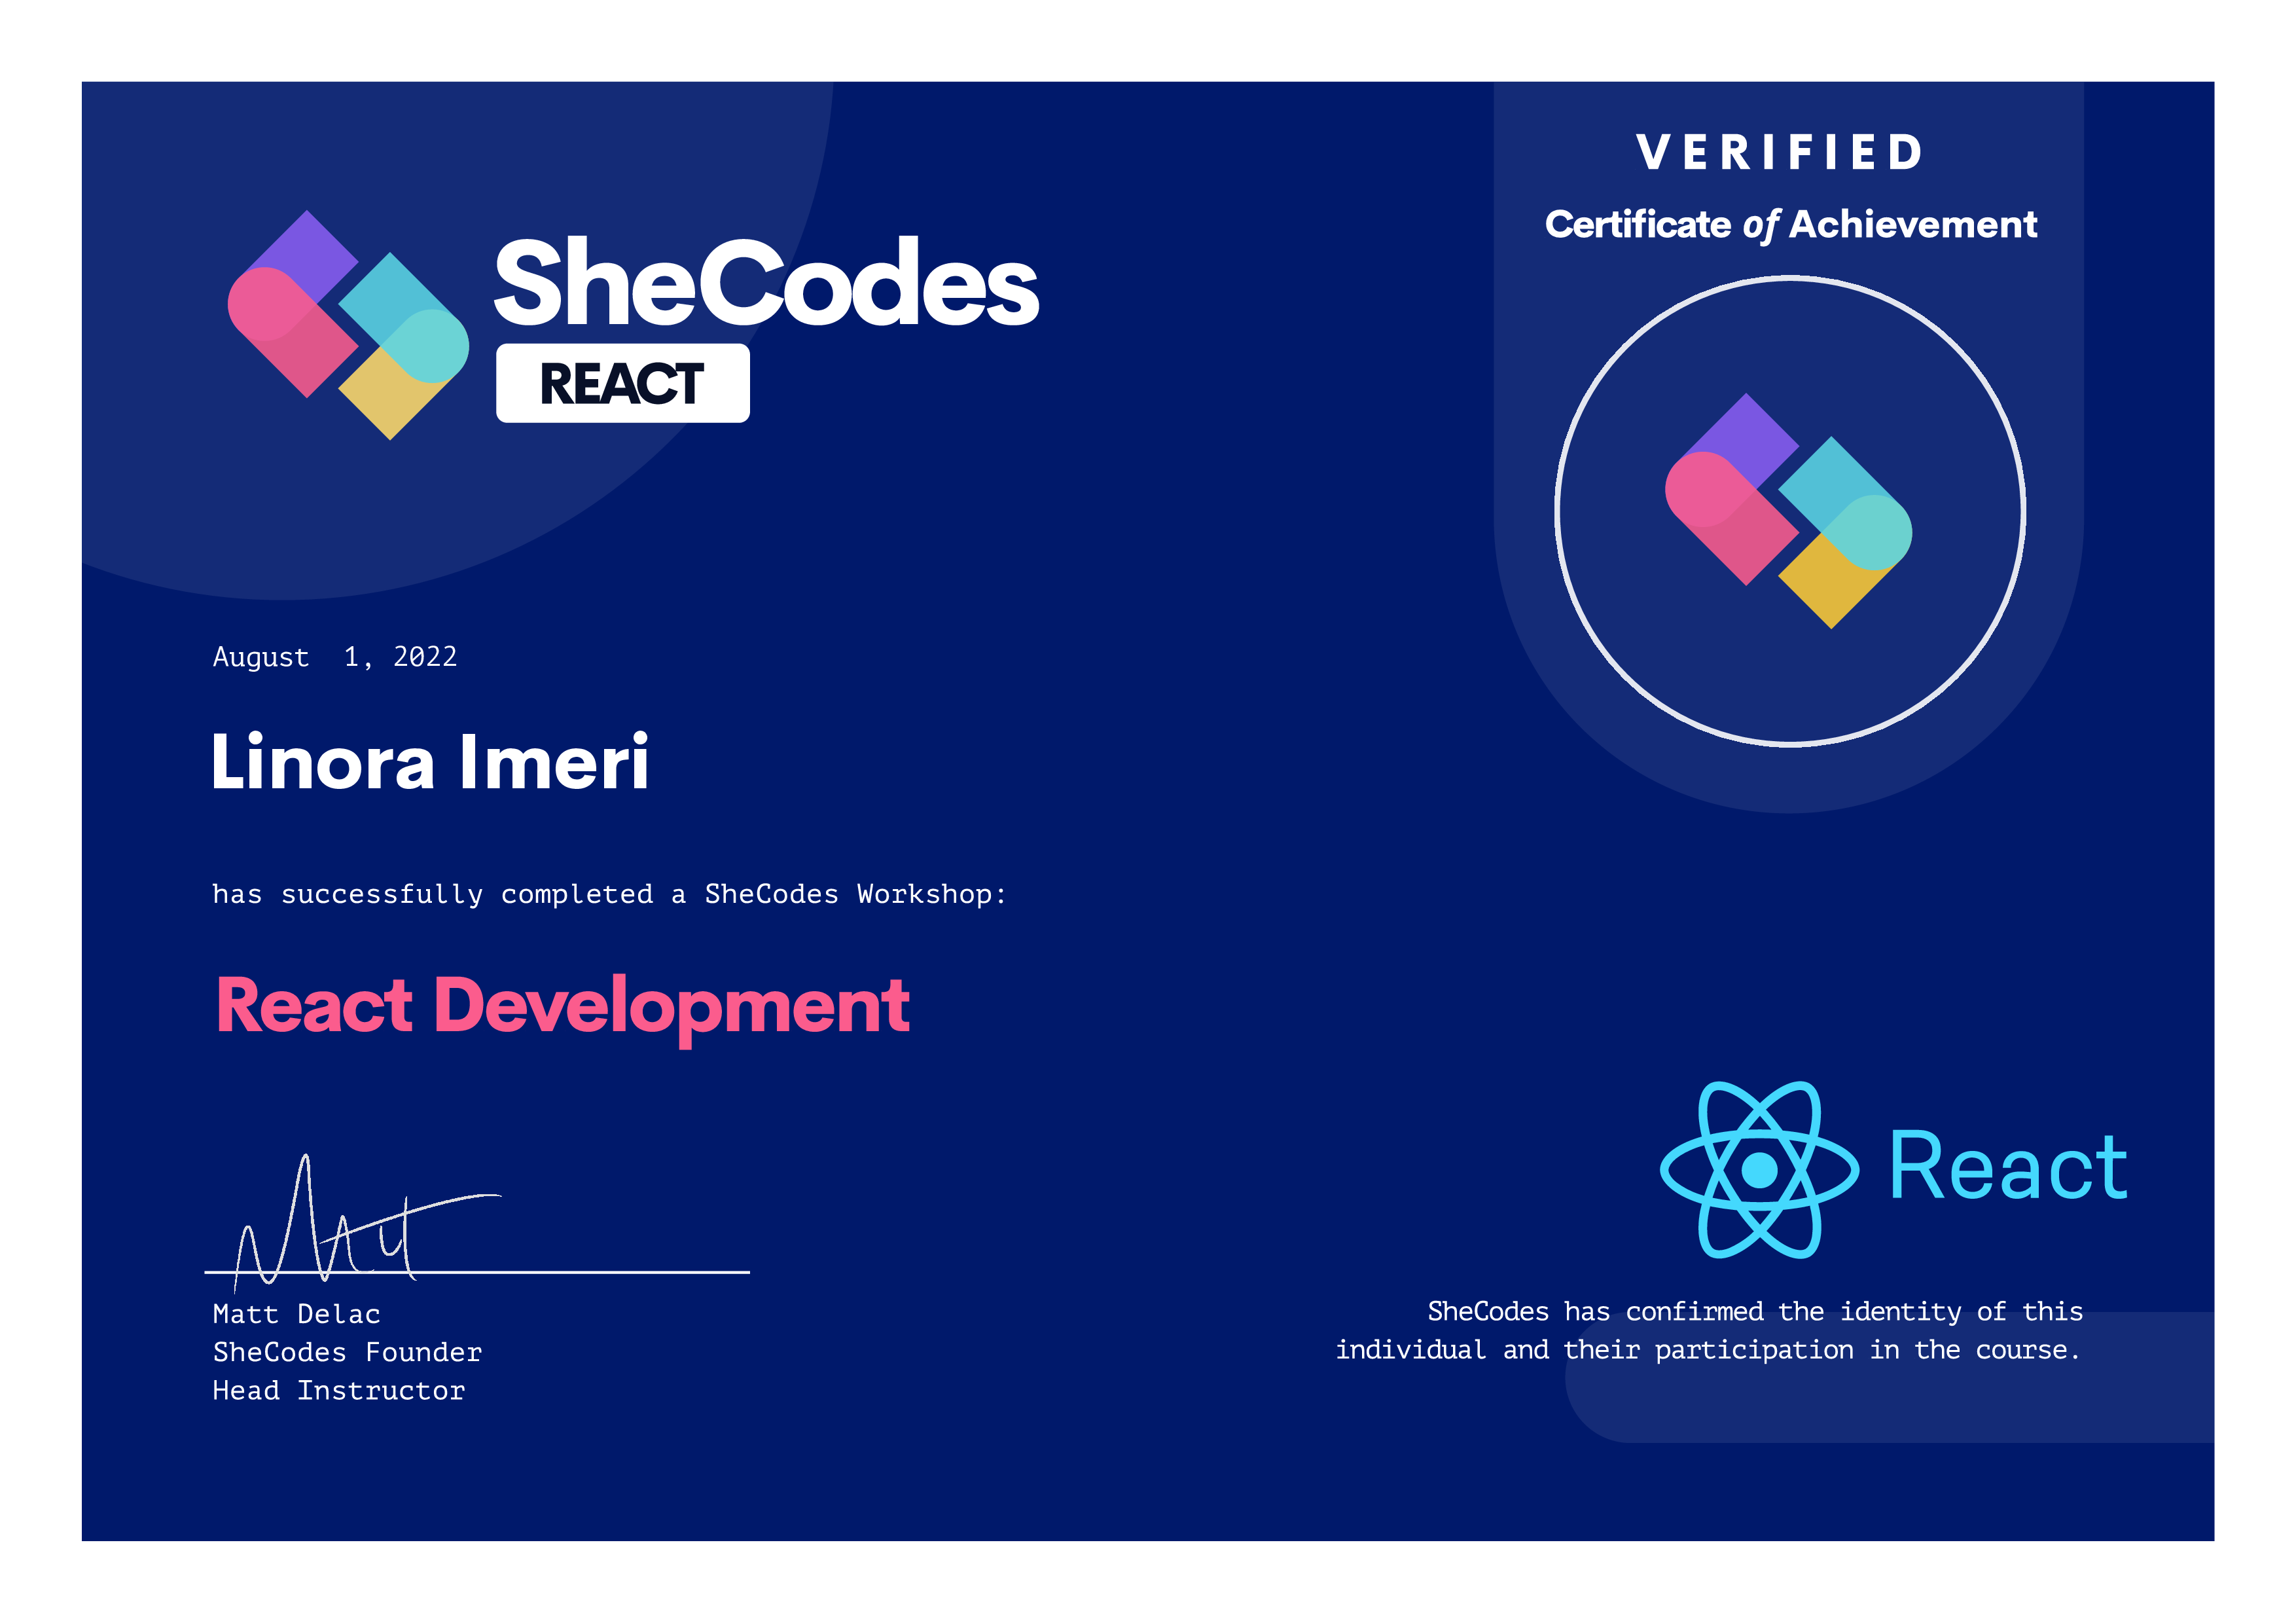 VERIFIED
Certificate of Achievement
SheCodes
REACT
August 1, 2022
Linora Imeri
has successfully completed a SheCodes Workshop:
React Development
React
Matt
Matt Delac
SheCodes Founder
Head Instructor
SheCodes has confirmed the identity of this
individual and their participation in the course.